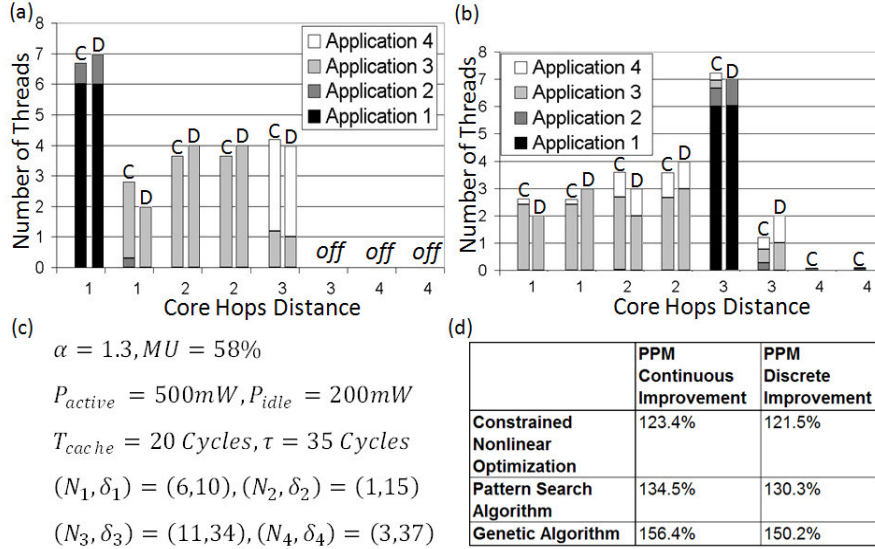 (a)
8
7
6
5
4
3
2
1
0
Number of Threads
C D
C D
C D
C D
C D
off off off
Application 4
Application 3
Application 2
Application 1
1 1 2 2 3 3 4 4
Core Hops Distance
(b)
8
7
6
5
4
3
2
1
0
Number of Threads
Application 4
Application 3
Application 2
Application 1
C D
C D
C D
C D
C D
C D
C
C
1 1 2 2 3 3 4 4
Core Hops Distance
(c)
α = 1.3, MU = 58%
P_active = 500mW, P_idle = 200mW
T_cache = 20 Cycles, τ = 35 Cycles
(N₁, δ₁) = (6,10), (N₂, δ₂) = (1,15)
(N₃, δ₃) = (11,34), (N₄, δ₄) = (3,37)
(d)
PPM Continuous Improvement PPM Discrete Improvement
Constrained Nonlinear Optimization 123.4% 121.5%
Pattern Search Algorithm 134.5% 130.3%
Genetic Algorithm 156.4% 150.2%